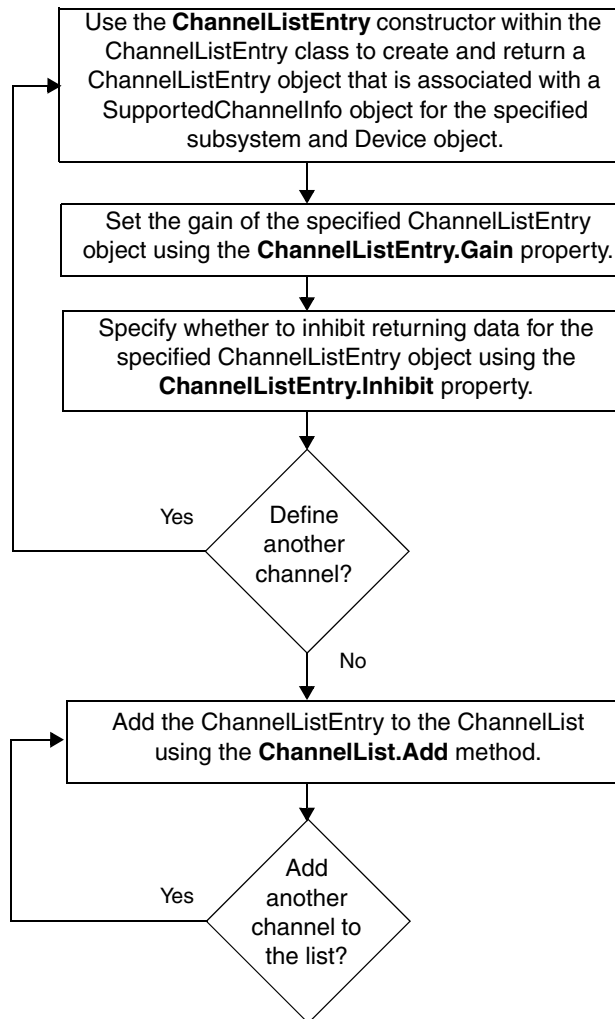 Use the ChannelListEntry constructor within the
ChannelListEntry class to create and return a
ChannelListEntry object that is associated with a
SupportedChannelInfo object for the specified
subsystem and Device object.
Set the gain of the specified ChannelListEntry
object using the ChannelListEntry.Gain property.
Specify whether to inhibit returning data for the
specified ChannelListEntry object using the
ChannelListEntry.Inhibit property.
Yes
Define
another
channel?
No
Add the ChannelListEntry to the ChannelList
using the ChannelList.Add method.
Yes
Add
another
channel to
the list?